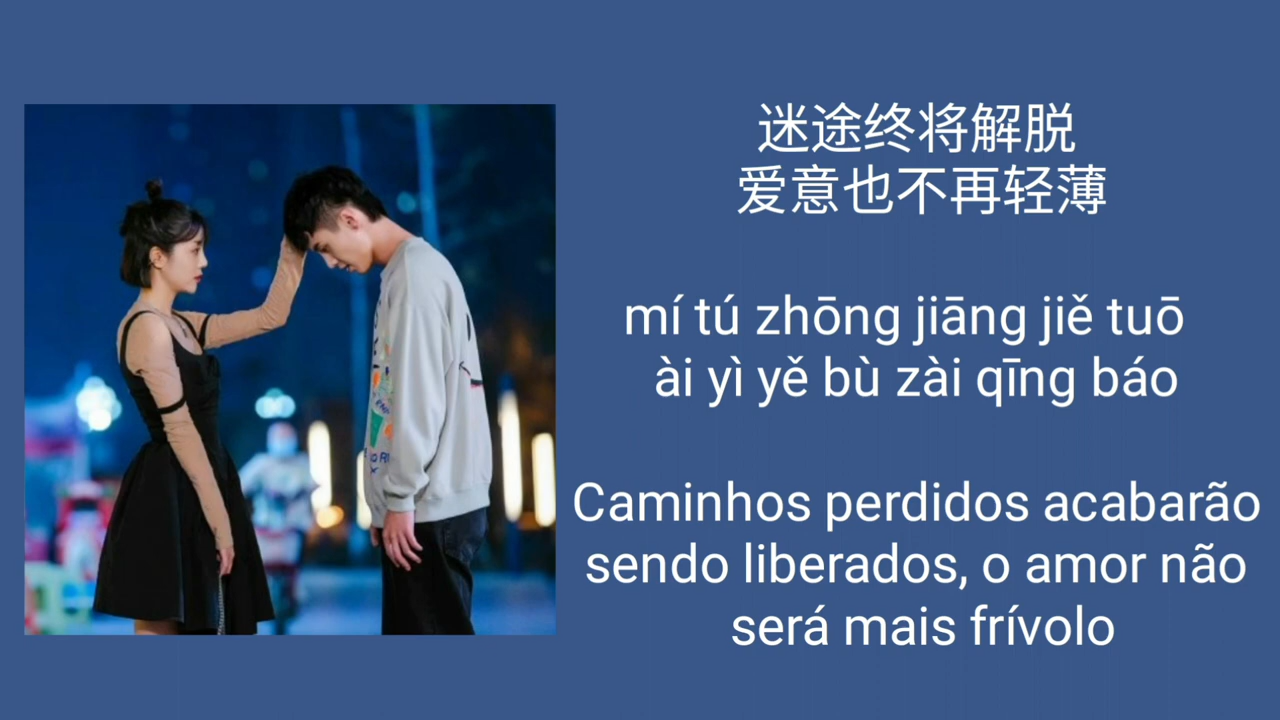 迷途终将解脱
爱意也不再轻薄
mí tú zhōng jiāng jiě tuō
ài yì yě bù zài qīng báo
Caminhos perdidos acabarão
sendo liberados, o amor não
será mais frívolo